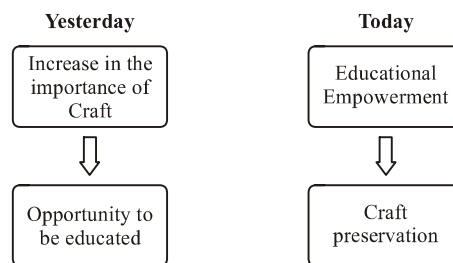 Yesterday
Increase in the
importance of
Craft
Opportunity to
be educated
Today
Educational
Empowerment
Craft
preservation